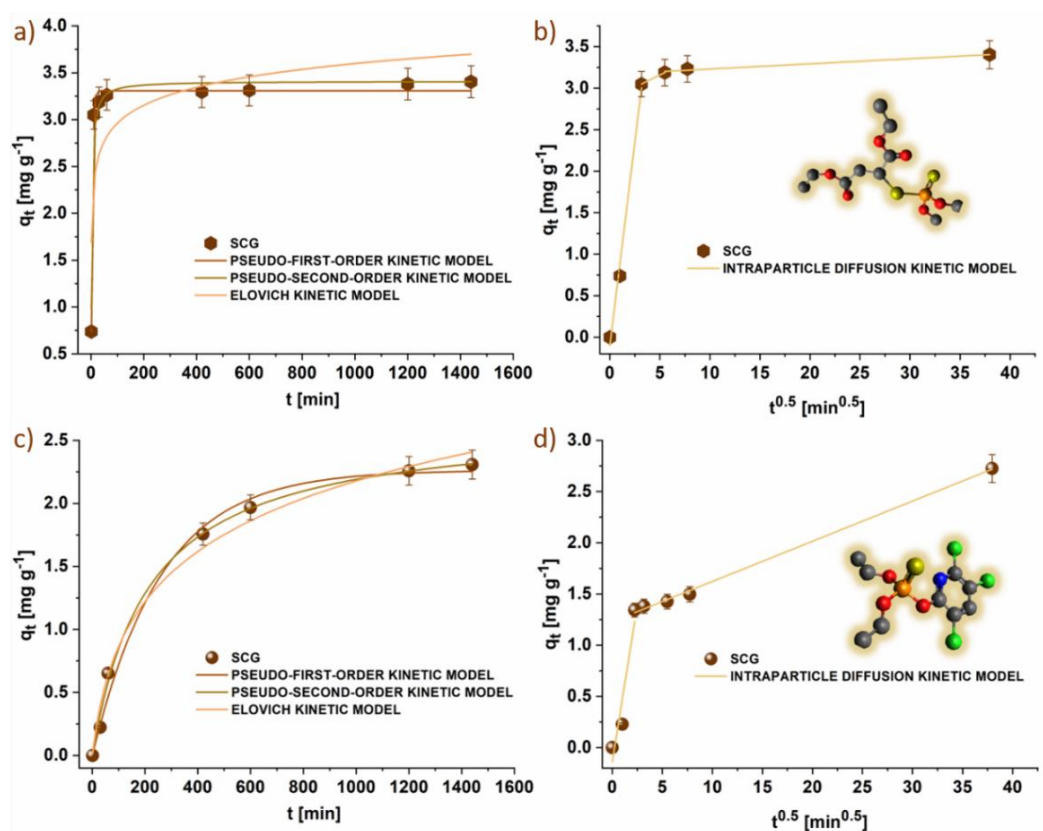 a)
4.0
3.5
3.0
2.5
2.0
1.5
1.0
0.5
qt [mg g⁻¹]
SCG
PSEUDO-FIRST-ORDER KINETIC MODEL
PSEUDO-SECOND-ORDER KINETIC MODEL
ELOVICH KINETIC MODEL
0 200 400 600 800 1000 1200 1400 1600
t [min]
b)
3.5
3.0
2.5
2.0
1.5
1.0
0.5
0.0
qt [mg g⁻¹]
SCG
INTRAPARTICLE DIFFUSION KINETIC MODEL
0 5 10 15 20 25 30 35 40
t^0.5 [min^0.5]
c)
2.5
2.0
1.5
1.0
0.5
0.0
qt [mg g⁻¹]
SCG
PSEUDO-FIRST-ORDER KINETIC MODEL
PSEUDO-SECOND-ORDER KINETIC MODEL
ELOVICH KINETIC MODEL
0 200 400 600 800 1000 1200 1400 1600
t [min]
d)
3.0
2.5
2.0
1.5
1.0
0.5
0.0
qt [mg g⁻¹]
SCG
INTRAPARTICLE DIFFUSION KINETIC MODEL
0 5 10 15 20 25 30 35 40
t^0.5 [min^0.5]